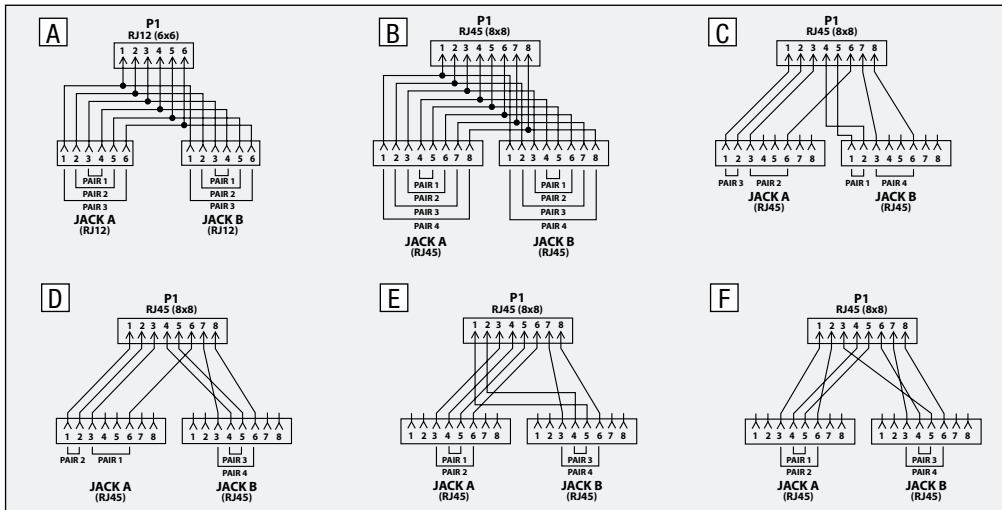 A
P1
RJ12 (6x6)
1 2 3 4 5 6
1 2 3 4 5 6
1 2 3 4 5 6
PAIR 1
PAIR 2
PAIR 3
PAIR 1
PAIR 2
PAIR 3
JACK A
(RJ12)
JACK B
(RJ12)
B
P1
RJ45 (8x8)
1 2 3 4 5 6 7 8
1 2 3 4 5 6 7 8
1 2 3 4 5 6 7 8
PAIR 1
PAIR 2
PAIR 3
PAIR 4
PAIR 1
PAIR 2
PAIR 3
PAIR 4
JACK A
(RJ45)
JACK B
(RJ45)
C
P1
RJ45 (8x8)
1 2 3 4 5 6 7 8
1 2 3 4 5 6 7 8
1 2 3 4 5 6 7 8
PAIR 3
PAIR 2
PAIR 1
PAIR 4
JACK A
(RJ45)
JACK B
(RJ45)
D
P1
RJ45 (8x8)
1 2 3 4 5 6 7 8
1 2 3 4 5 6 7 8
1 2 3 4 5 6 7 8
PAIR 2
PAIR 1
PAIR 3
PAIR 4
JACK A
(RJ45)
JACK B
(RJ45)
E
P1
RJ45 (8x8)
1 2 3 4 5 6 7 8
1 2 3 4 5 6 7 8
1 2 3 4 5 6 7 8
PAIR 1
PAIR 2
PAIR 3
PAIR 4
JACK A
(RJ45)
JACK B
(RJ45)
F
P1
RJ45 (8x8)
1 2 3 4 5 6 7 8
1 2 3 4 5 6 7 8
1 2 3 4 5 6 7 8
PAIR 1
PAIR 2
PAIR 3
PAIR 4
JACK A
(RJ45)
JACK B
(RJ45)